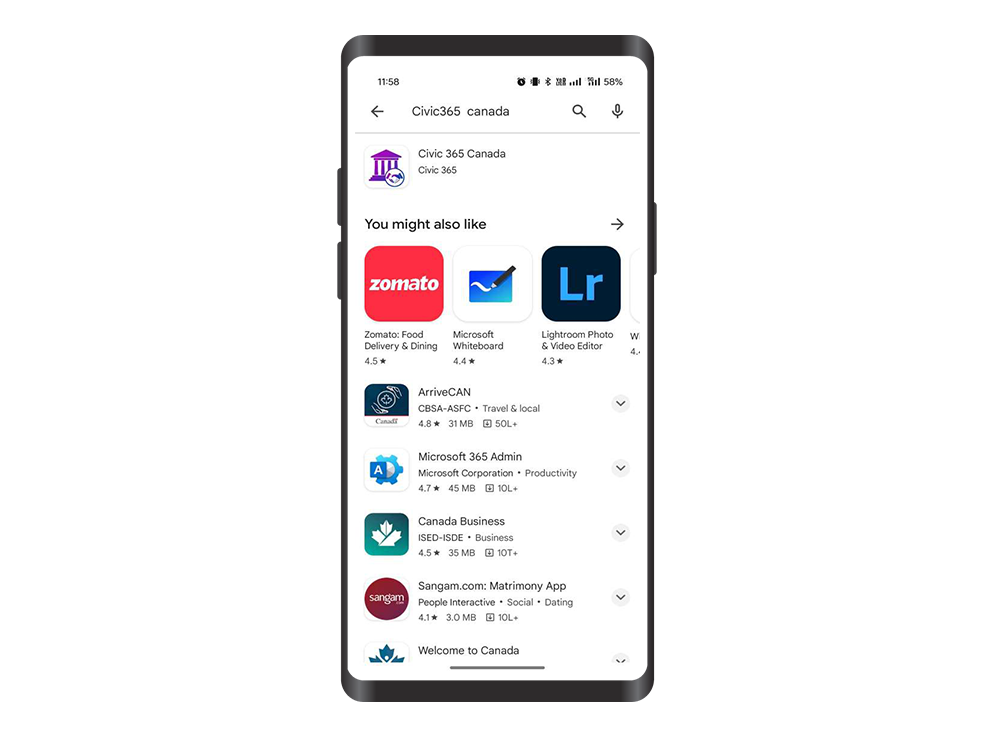 11:58 58%
Civic365 canada
Civic 365 Canada
Civic 365
You might also like
zomato
Lr
Zomato: Food
Delivery & Dining
4.5★
Microsoft
Whiteboard
4.4★
Lightroom Photo
& Video Editor
4.3★
ArriveCAN
CBSA-ASFC • Travel & local
4.8★ 31 MB 50L+
Canada
Microsoft 365 Admin
Microsoft Corporation • Productivity
4.7★ 45 MB 10L+
A
Canada Business
ISED-ISDE • Business
4.5★ 35 MB 10T+
Sangam.com: Matrimony App
People Interactive • Social • Dating
4.1★ 3.0 MB 10L+
sangam
.com
Welcome to Canada